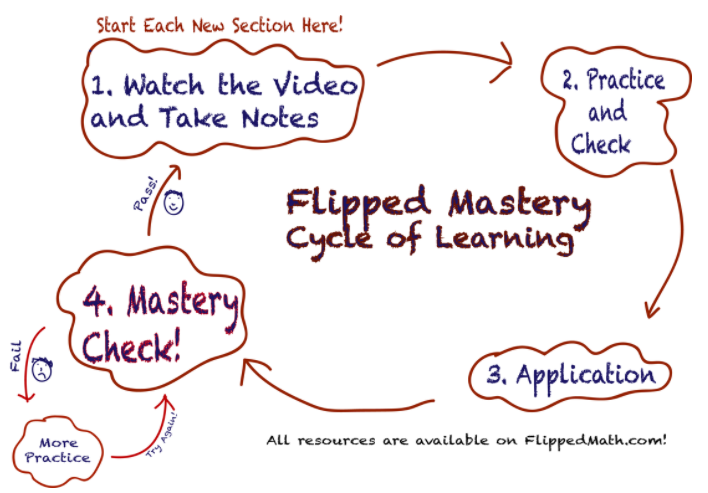 Start Each New Section Here!
1. Watch the Video
and Take Notes
2. Practice
and
Check
Pass!
Flipped Mastery
Cycle of Learning
4. Mastery
Check!
Fail
3. Application
More
Practice
Try Again!
All resources are available on FlippedMath.com!